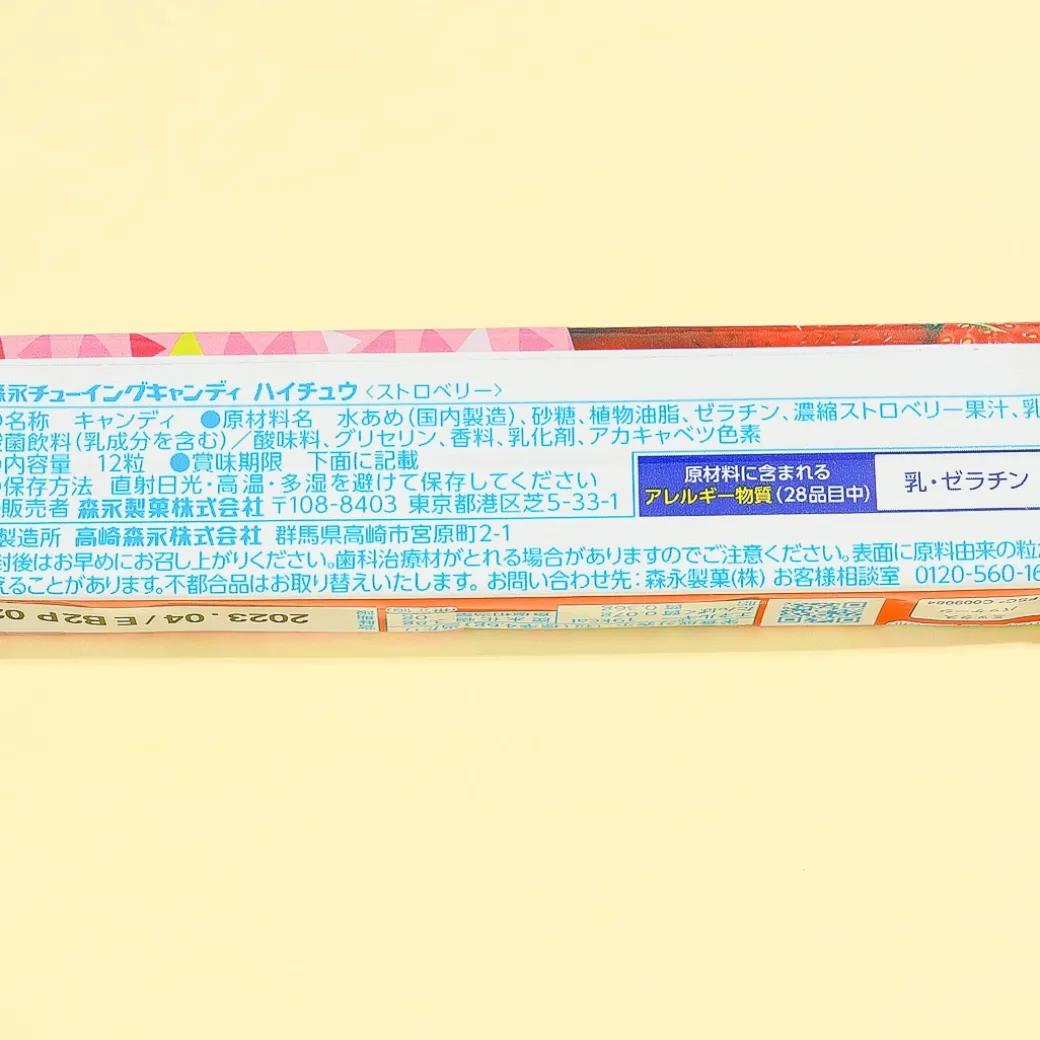 森永チューイングキャンディ ハイチュウ〈ストロベリー〉
●名称 キャンディ ●原材料名 水あめ(国内製造)、砂糖、植物油脂、ゼラチン、濃縮ストロベリー果汁、乳
酸菌飲料(乳成分を含む)／酸味料、グリセリン、香料、乳化剤、アカキャベツ色素
●内容量 12粒 ●賞味期限 下面に記載
●保存方法 直射日光・高温・多湿を避けて保存してください
●販売者 森永製菓株式会社 〒108-8403 東京都港区芝5-33-1
原材料に含まれる
アレルギー物質(28品目中)
乳・ゼラチン
製造所 高崎森永株式会社 群馬県高崎市宮原町2-1
封後はお早めにお召し上がりください。歯科治療材がとれる場合がありますのでご注意ください。表面に原料由来の粒が
えることがあります。不都合品はお取り替えいたします。お問い合わせ先:森永製菓(株) お客様相談室 0120-560-16
2023.04/E B2P 0
FSC C009064
パッケージ
ミックス